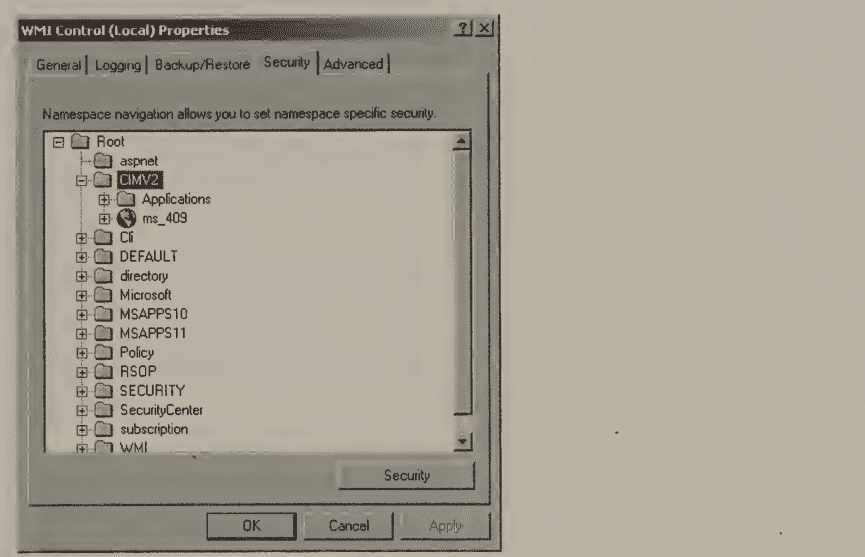 WMI Control (Local) Properties
General Logging Backup/Restore Security Advanced
Namespace navigation allows you to set namespace specific security.
Root
aspnet
CIMV2
Applications
ms_409
Cli
DEFAULT
directory
Microsoft
MSAPPS10
MSAPPS11
Policy
RSOP
SECURITY
SecurityCenter
subscription
WMI
Security
OK Cancel Apply